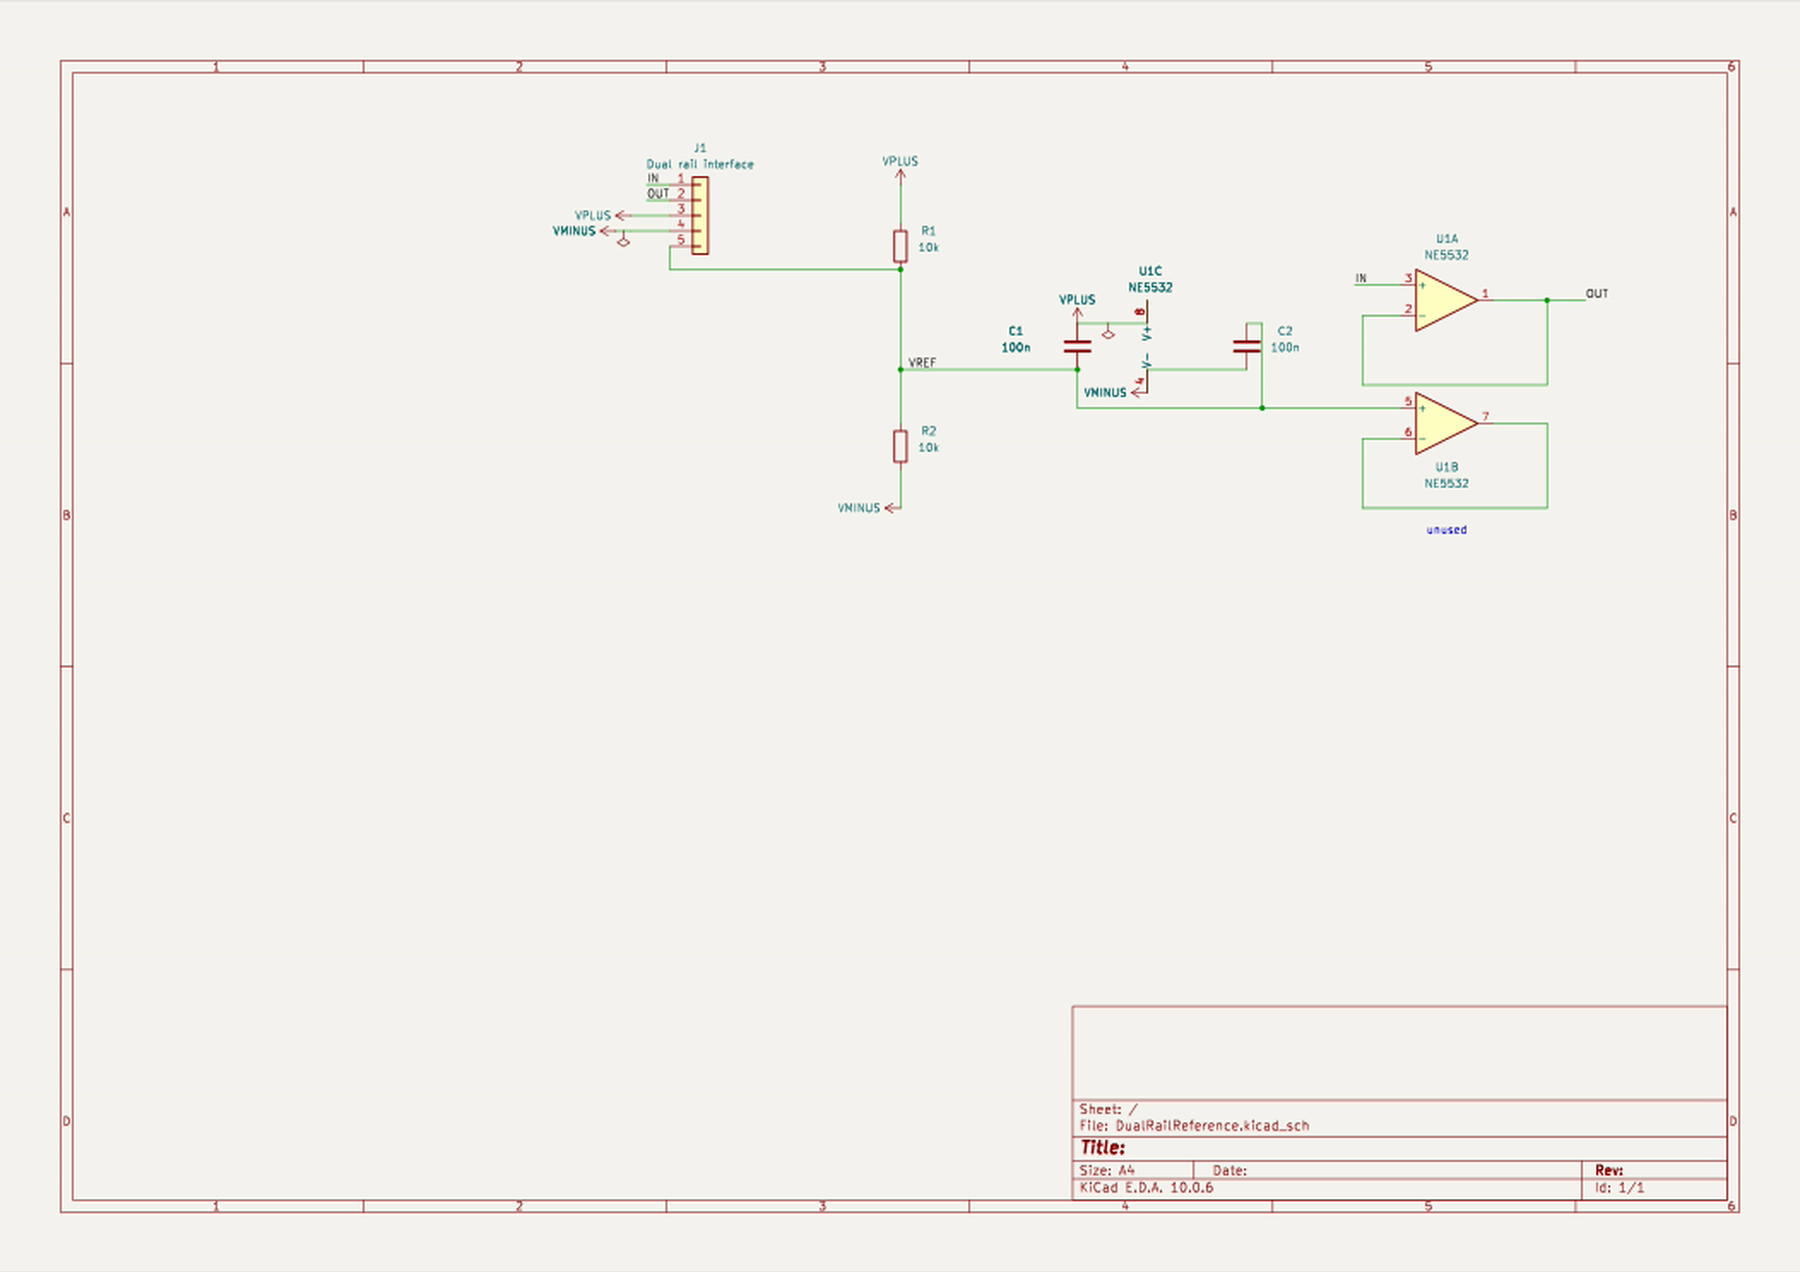 1 2 3 4 5 6
J1
Dual rail interface
IN 1
OUT 2
VPLUS 3
VMINUS 4
5
VPLUS
R1
10k
VREF
R2
10k
VMINUS
U1C
NE5532
VPLUS
C1
100n
8
V+
V-
4
VMINUS
C2
100n
U1A
NE5532
IN 3 +
2 -
1 OUT
5 +
6 -
7
U1B
NE5532
unused
A A
B B
C C
D D
Sheet: /
File: DualRailReference.kicad_sch
Title:
Size: A4 Date: Rev:
KiCad E.D.A. 10.0.6 Id: 1/1
1 2 3 4 5 6